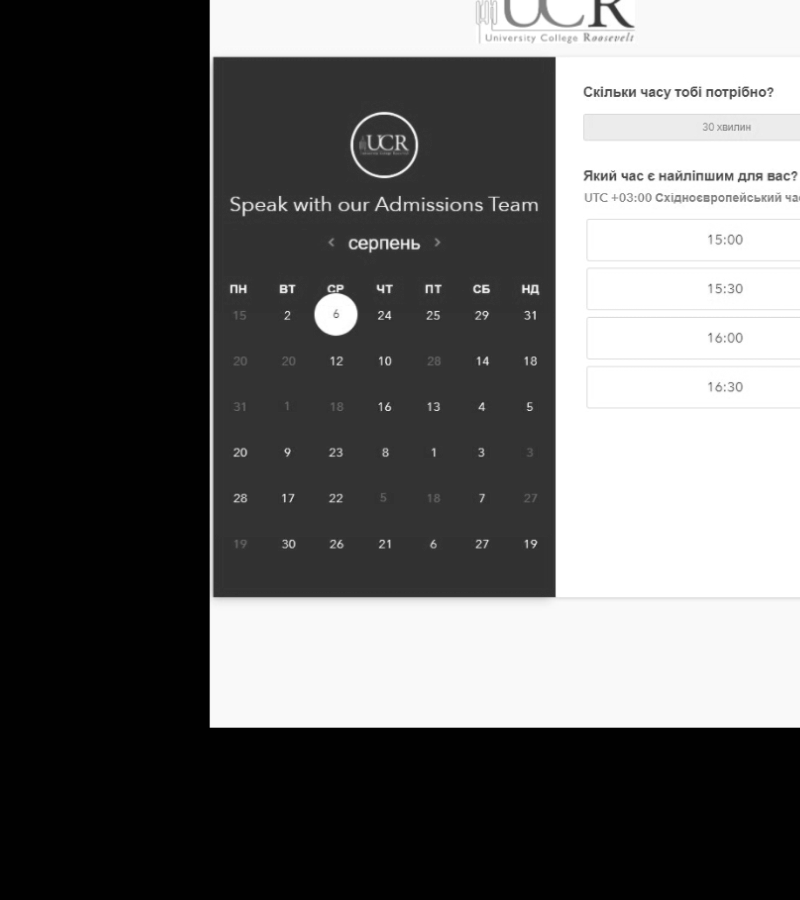 UCR
University College Roosevelt
UCR
Speak with our Admissions Team
< серпень >
ПН ВТ СР ЧТ ПТ СБ НД
15 2 6 24 25 29 31
20 20 12 10 28 14 18
31 1 18 16 13 4 5
20 9 23 8 1 3 3
28 17 22 5 18 7 27
19 30 26 21 6 27 19
Скільки часу тобі потрібно?
30 хвилин
Який час є найліпшим для вас?
UTC +03:00 Східноєвропейський ча
15:00
15:30
16:00
16:30